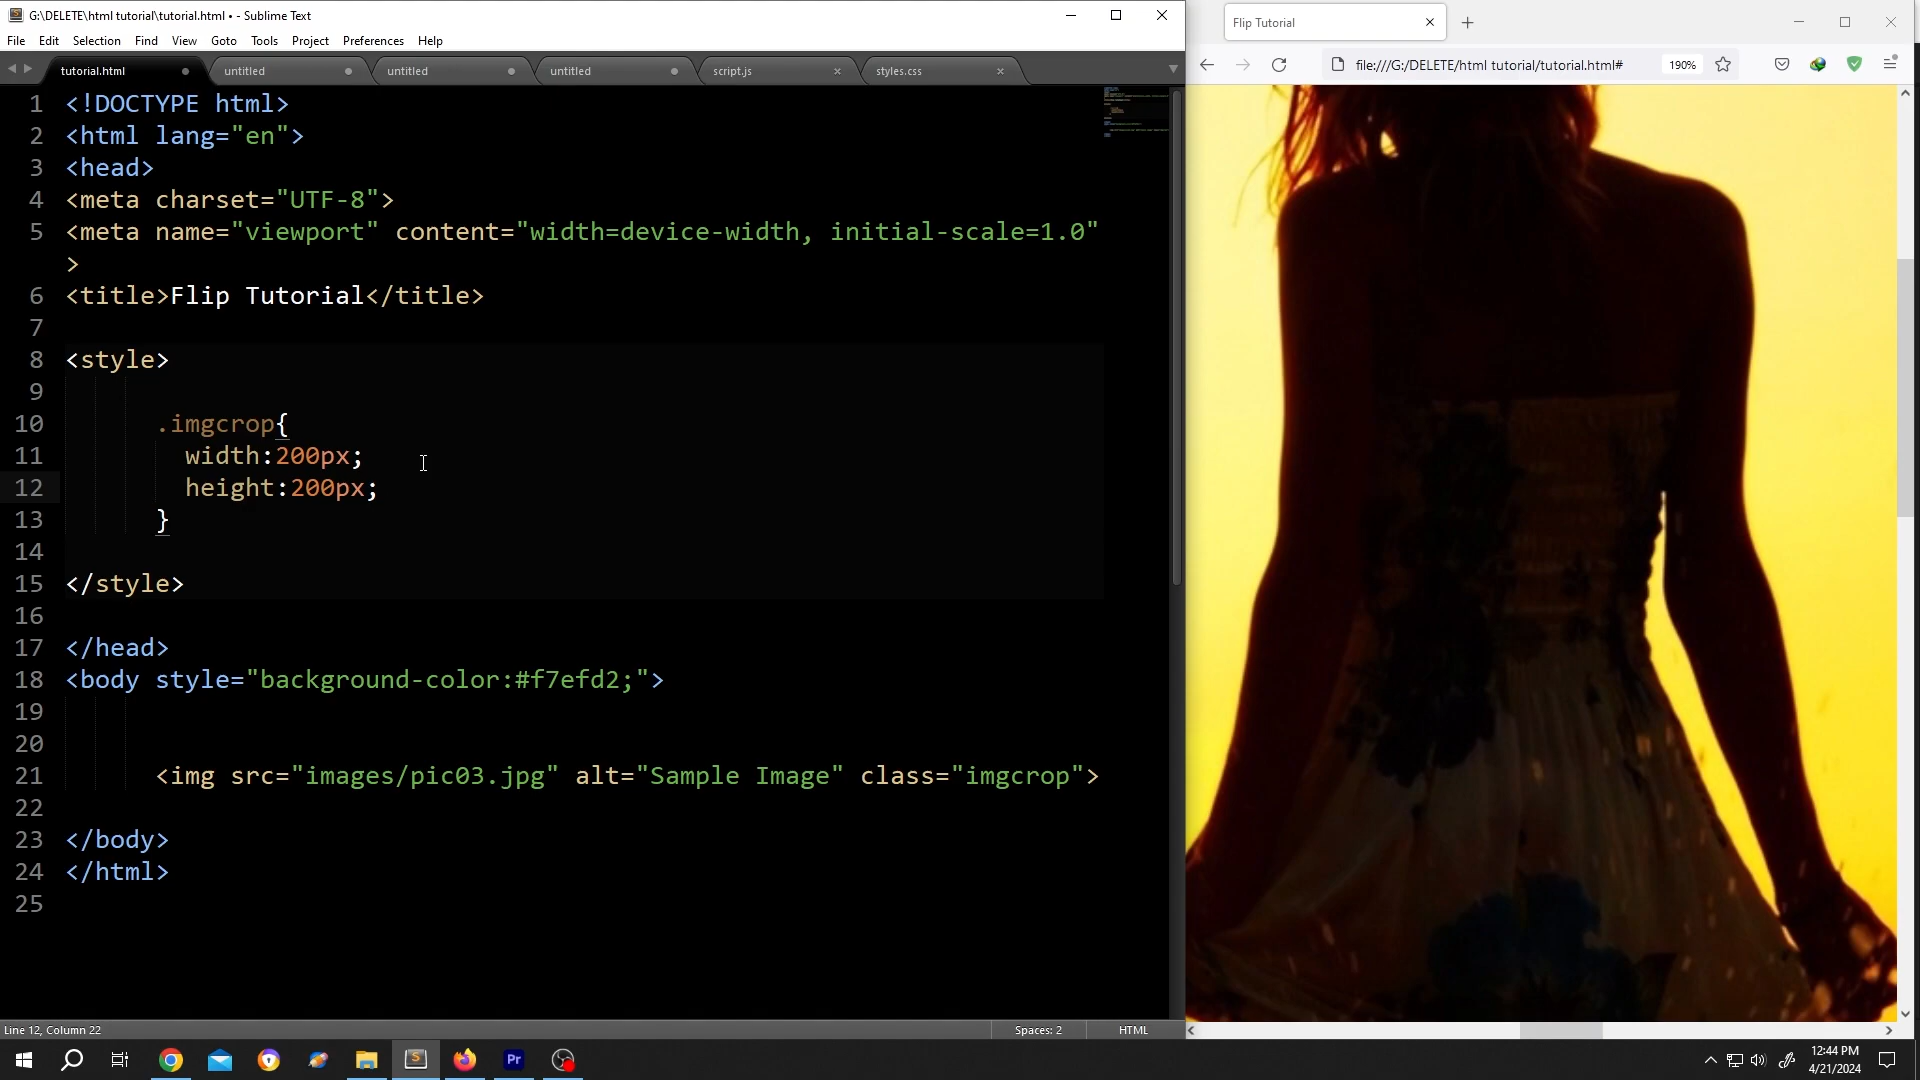 G:\DELETE\html tutorial\tutorial.html • - Sublime Text
File Edit Selection Find View Goto Tools Project Preferences Help
tutorial.html untitled untitled untitled script.js styles.css
1 <!DOCTYPE html>
2 <html lang="en">
3 <head>
4 <meta charset="UTF-8">
5 <meta name="viewport" content="width=device-width, initial-scale=1.0"
>
6 <title>Flip Tutorial</title>
7
8 <style>
9
10 .imgcrop{
11 width:200px;
12 height:200px;
13 }
14
15 </style>
16
17 </head>
18 <body style="background-color:#f7efd2;">
19
20
21 <img src="images/pic03.jpg" alt="Sample Image" class="imgcrop">
22
23 </body>
24 </html>
25
Line 12, Column 22 Spaces: 2 HTML
Flip Tutorial
file:///G:/DELETE/html tutorial/tutorial.html# 190%
Pr
12:44 PM
4/21/2024